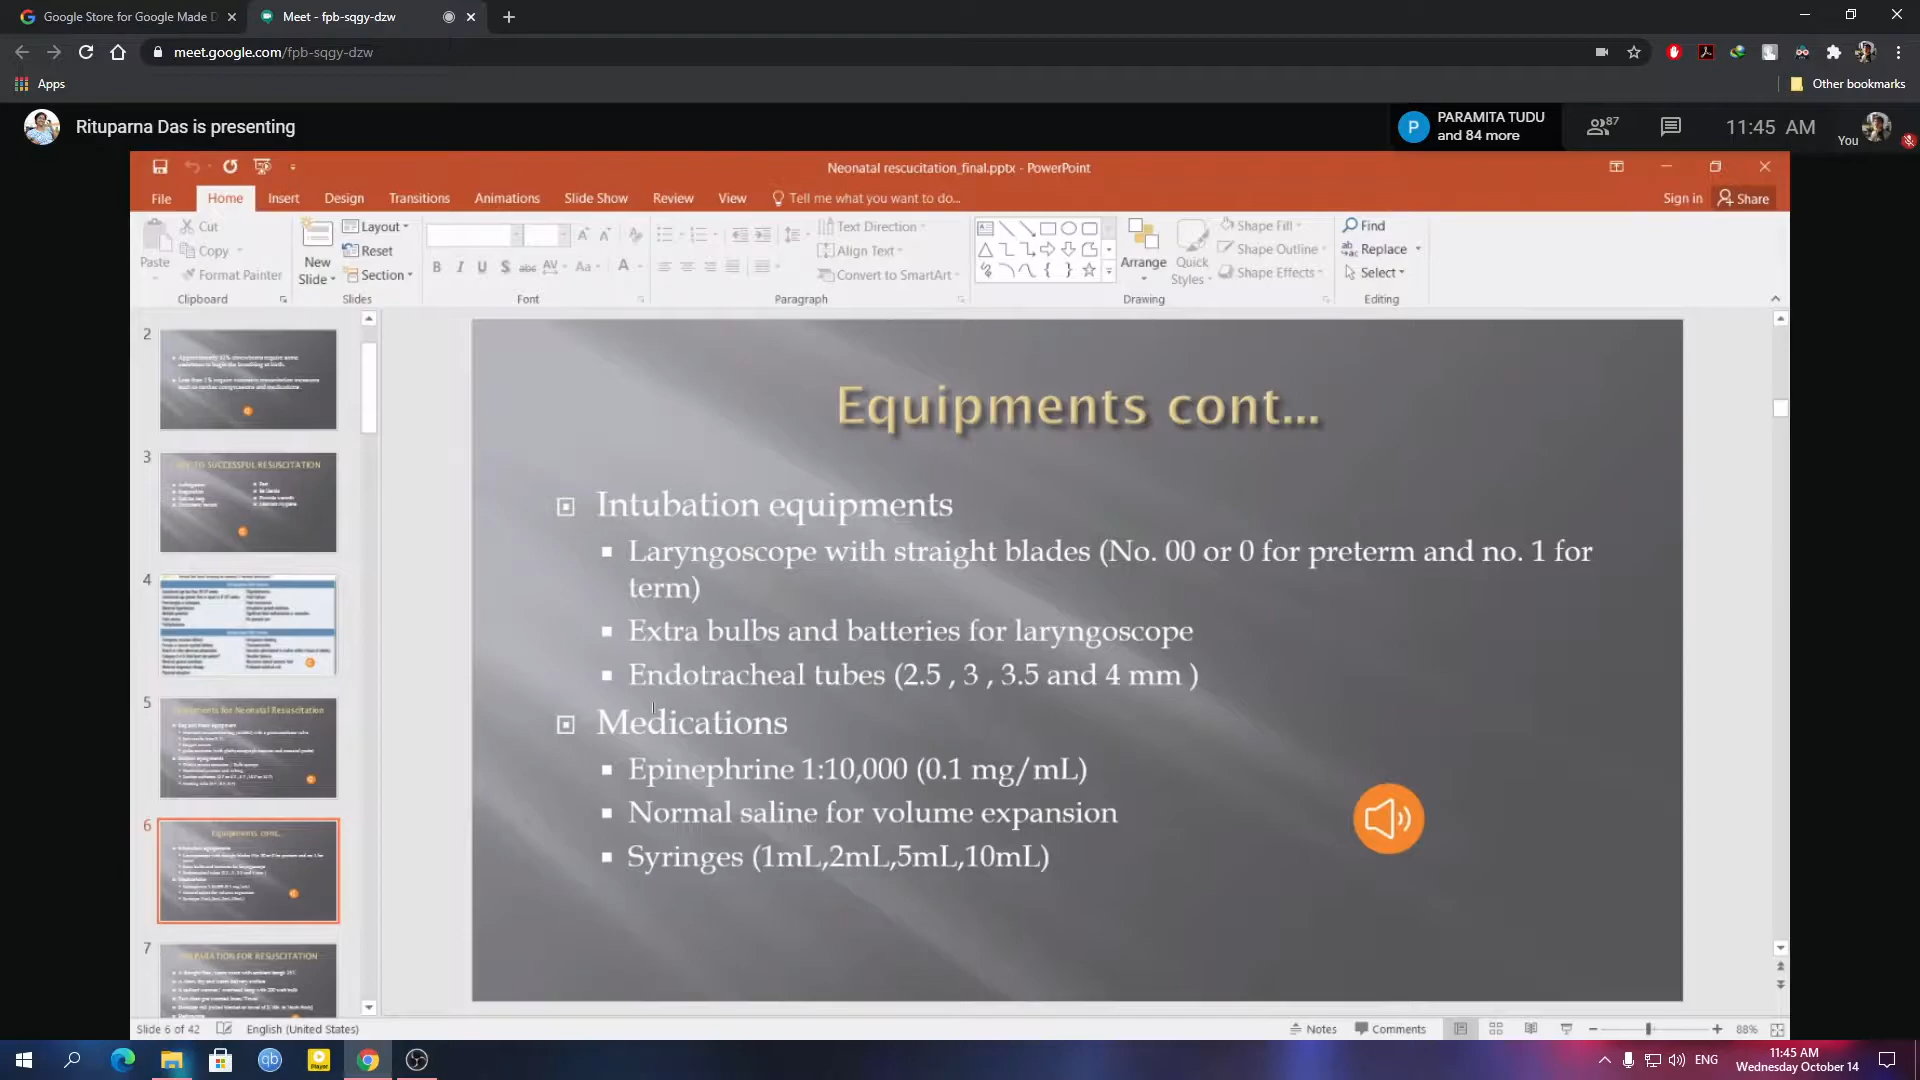 Google Store for Google Made D
Meet - fpb-sqgy-dzw
meet.google.com/fpb-sqgy-dzw
Apps
Other bookmarks
Rituparna Das is presenting
P
PARAMITA TUDU
and 84 more
87
11:45 AM
You
Neonatal rescucitation_final.pptx - PowerPoint
File
Home
Insert
Design
Transitions
Animations
Slide Show
Review
View
Tell me what you want to do...
Sign in
Share
Paste
Cut
Copy
Format Painter
Clipboard
New
Slide
Layout
Reset
Section
Slides
B I U S abc AV Aa A
Font
Text Direction
Align Text
Convert to SmartArt
Paragraph
Arrange
Quick
Styles
Shape Fill
Shape Outline
Shape Effects
Drawing
Find
Replace
Select
Editing
2
3
TO SUCCESSFUL RESUSCITATION
4
5
Equipments for Neonatal Resuscitation
6
Equipments cont...
7
PREPARATION FOR RESUSCITATION
Equipments cont...
Intubation equipments
Laryngoscope with straight blades (No. 00 or 0 for preterm and no. 1 for
term)
Extra bulbs and batteries for laryngoscope
Endotracheal tubes (2.5 , 3 , 3.5 and 4 mm )
Medications
Epinephrine 1:10,000 (0.1 mg/mL)
Normal saline for volume expansion
Syringes (1mL,2mL,5mL,10mL)
Slide 6 of 42
English (United States)
Notes
Comments
88%
qb
Player
ENG
11:45 AM
Wednesday October 14